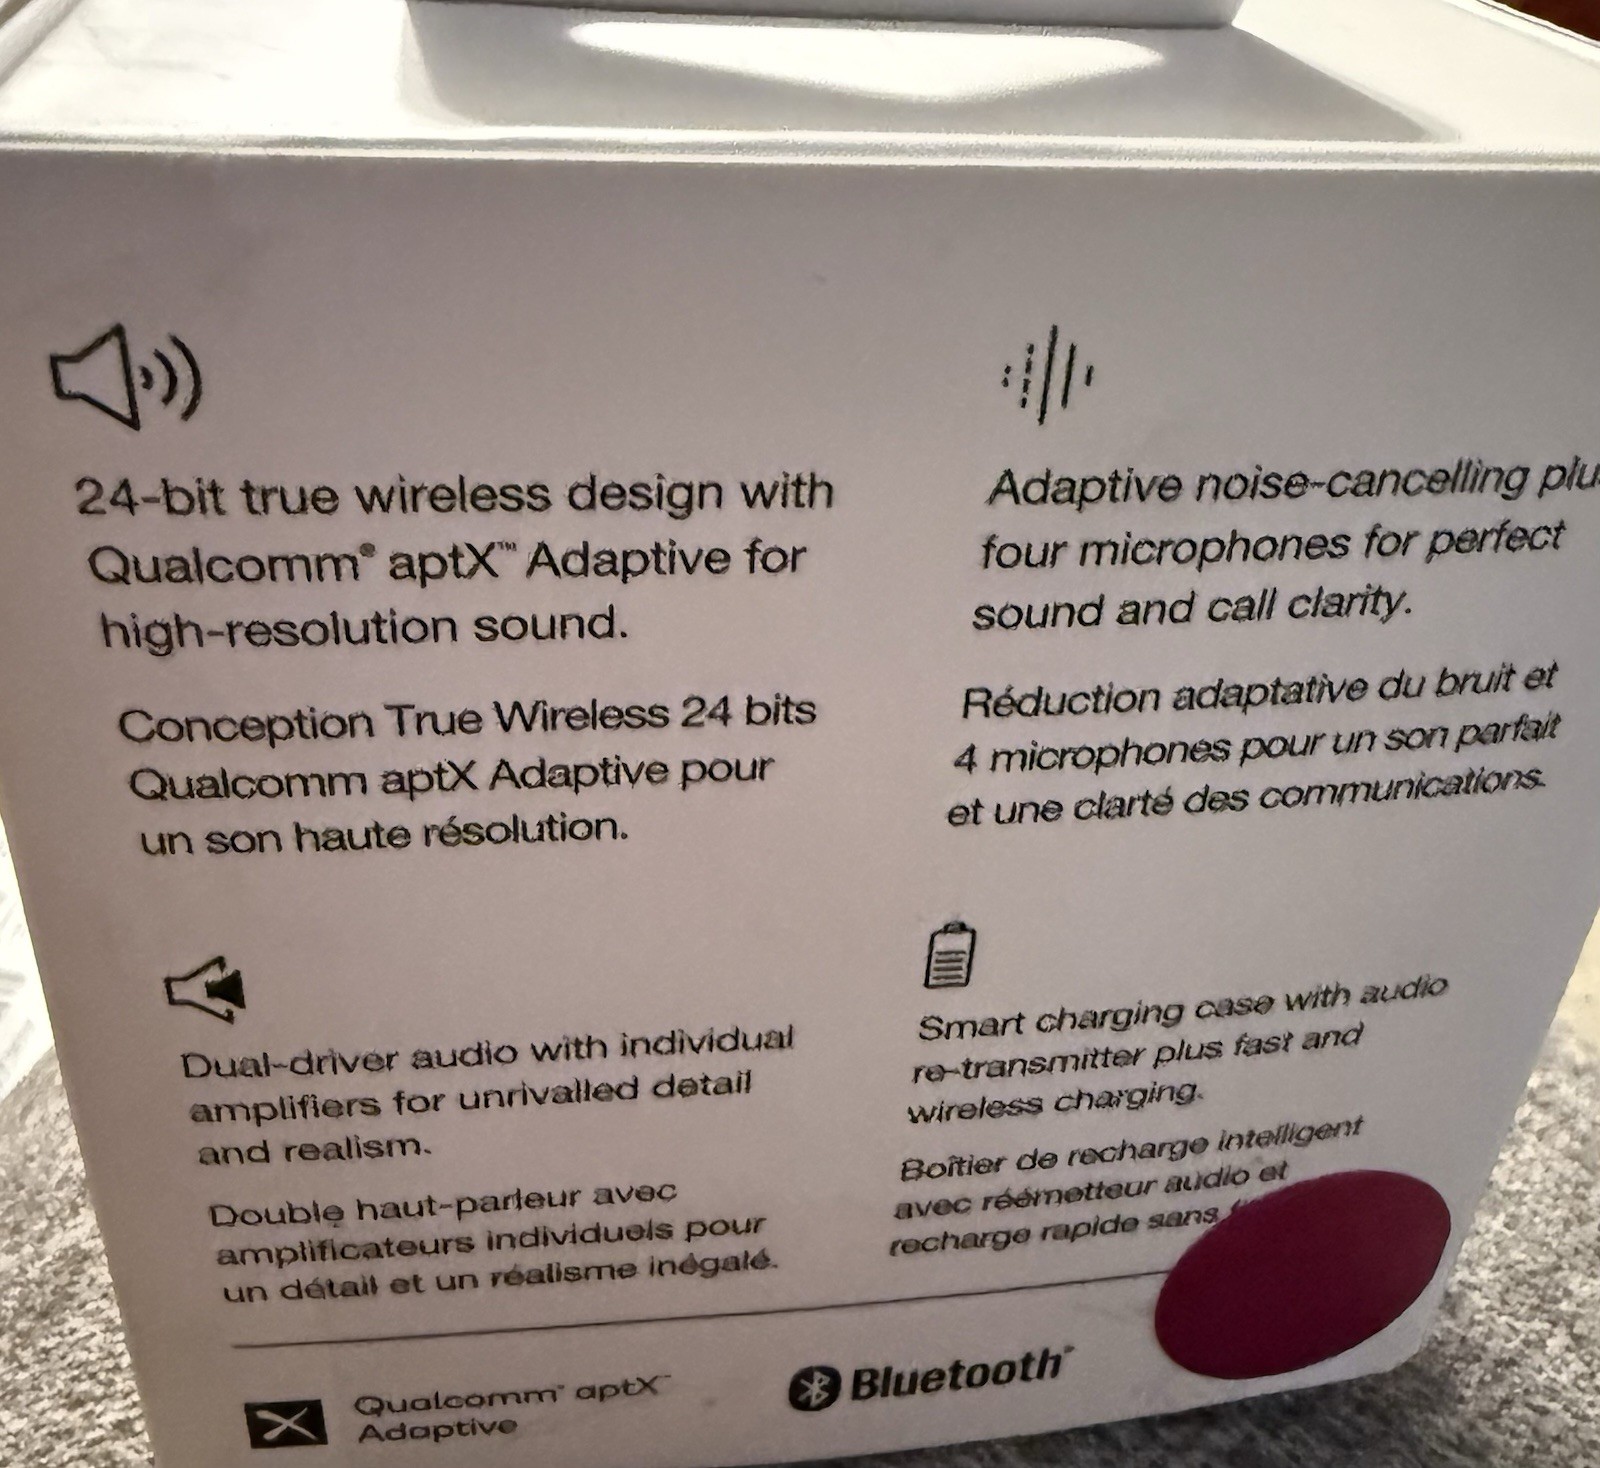 24-bit true wireless design with
Qualcomm® aptX™ Adaptive for
high-resolution sound.
Conception True Wireless 24 bits
Qualcomm aptX Adaptive pour
un son haute résolution.
Adaptive noise-cancelling plu
four microphones for perfect
sound and call clarity.
Réduction adaptative du bruit et
4 microphones pour un son parfait
et une clarté des communications.
Dual-driver audio with individual
amplifiers for unrivalled detail
and realism.
Double haut-parleur avec
amplificateurs individuels pour
un détail et un réalisme inégalé.
Smart charging case with audio
re-transmitter plus fast and
wireless charging.
Boîtier de recharge intelligent
avec réémetteur audio et
recharge rapide sans
Qualcomm® aptX™
Adaptive
Bluetooth®